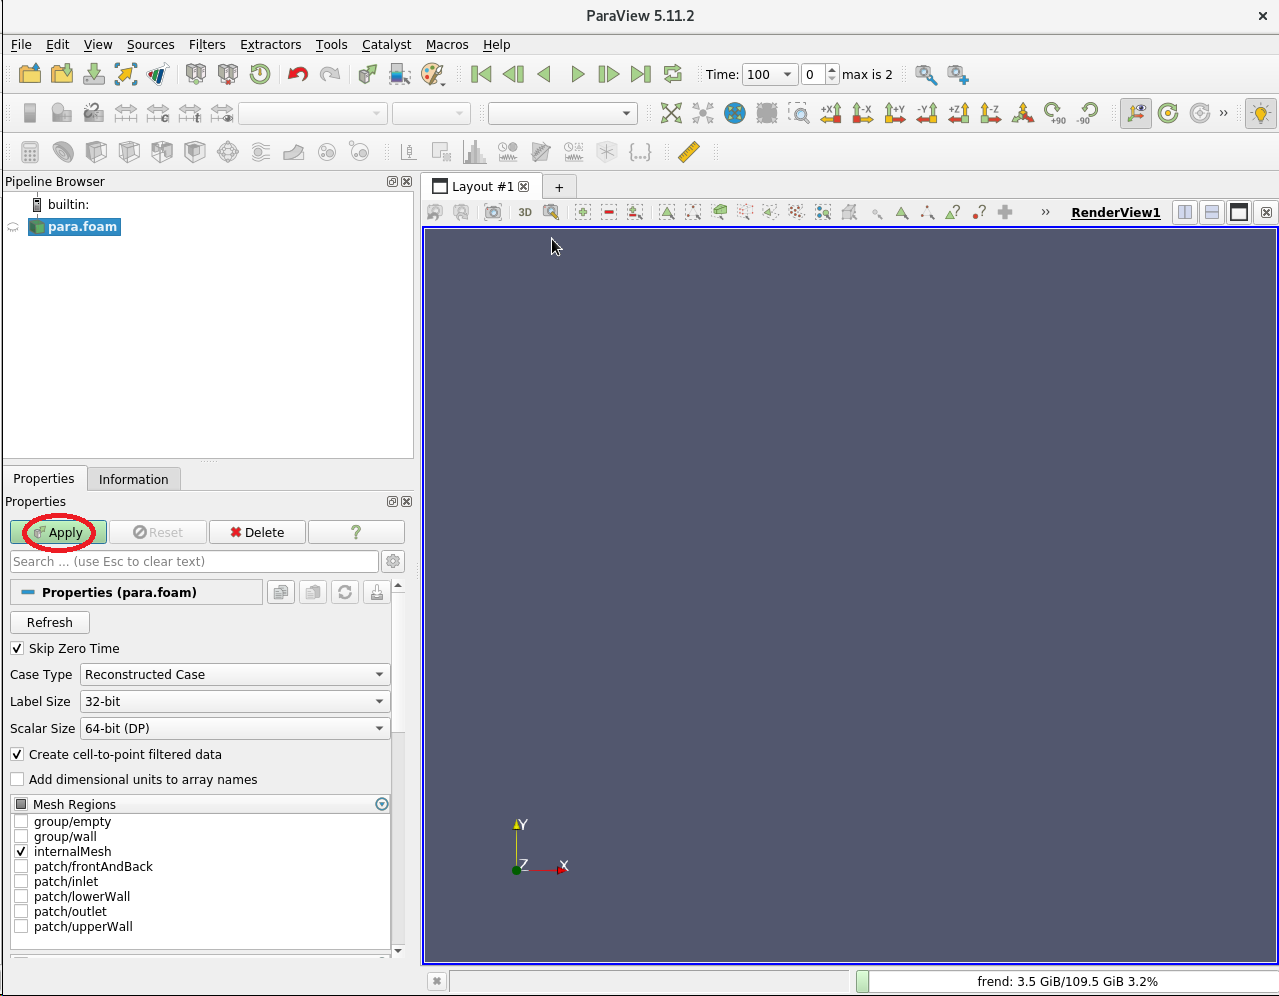 ParaView 5.11.2
File Edit View Sources Filters Extractors Tools Catalyst Macros Help
Time: 100 0 max is 2
+X -X +Y -Y +Z -Z +90 -90 »
Pipeline Browser
builtin:
para.foam
Layout #1 +
3D » RenderView1
Properties Information
Properties
Apply Reset Delete ?
Search ... (use Esc to clear text)
Properties (para.foam)
Refresh
Skip Zero Time
Case Type Reconstructed Case
Label Size 32-bit
Scalar Size 64-bit (DP)
Create cell-to-point filtered data
Add dimensional units to array names
Mesh Regions
group/empty
group/wall
internalMesh
patch/frontAndBack
patch/inlet
patch/lowerWall
patch/outlet
patch/upperWall
Y
Z X
frend: 3.5 GiB/109.5 GiB 3.2%